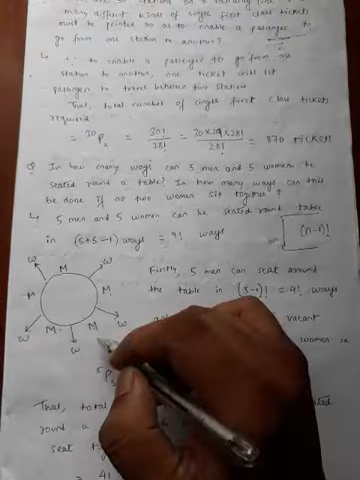 stations on a railway line
many different kinds of single first class tickets
must be printed so as to enable a passenger to
go from one station to another?
↳ ∵ to enable a passenger to go from one
station to another, one ticket will let
passenger to travel between two stations
Thus, total number of single first class tickets
required
= ³⁰P₂ = 30!/28! = 30×29×28!/28! = 870 tickets
Q In how many ways can 5 men and 5 women be
seated round a table? In how many ways can this
be done if no two women sit together?
↳ 5 men and 5 women can be seated round table
in (5+5-1) ways = 9! ways
(n-1)!
W W
M
Firstly, 5 men can seat around
M M
the table in (5-1)! = 4! ways
vacant
M M W
W
women in
W
⁵P₅
Thus, total
round a
seat
= 4!